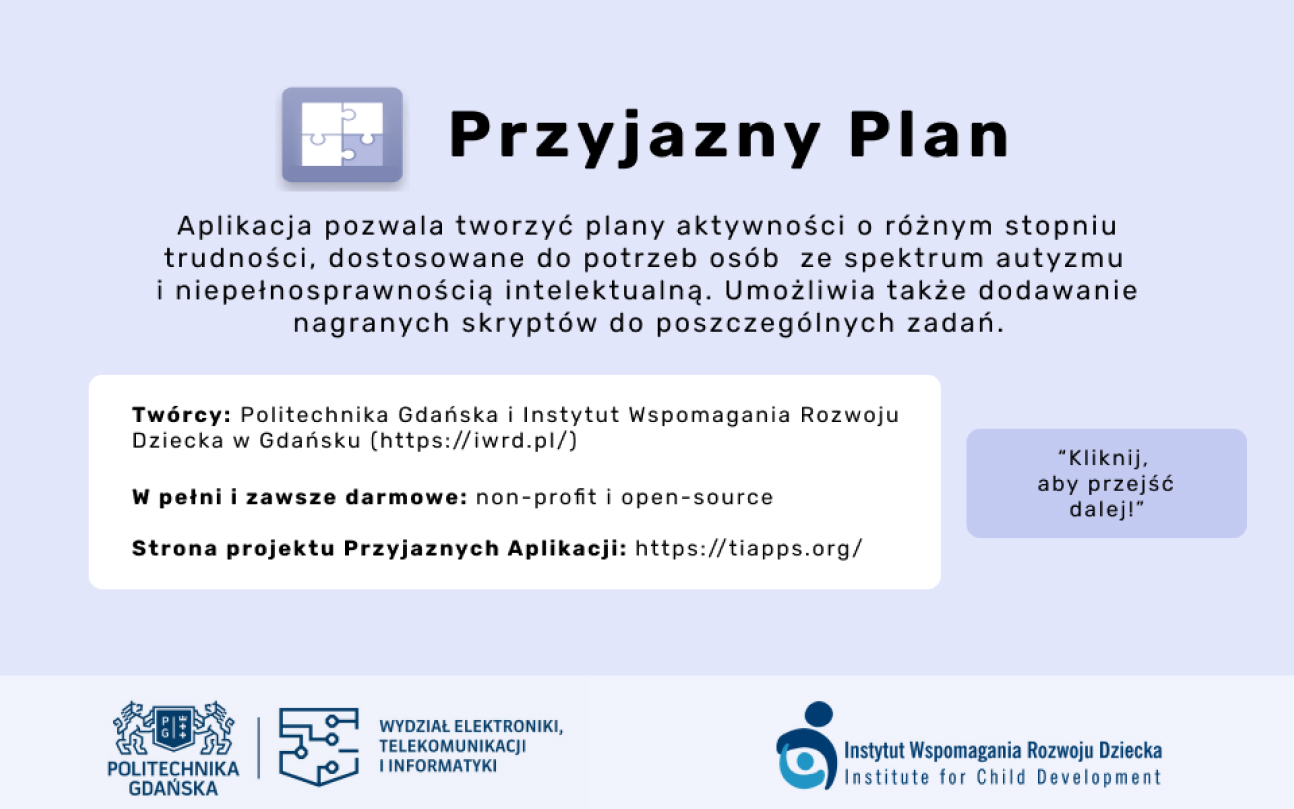 Przyjazny Plan
Aplikacja pozwala tworzyć plany aktywności o różnym stopniu
trudności, dostosowane do potrzeb osób  ze spektrum autyzmu
i niepełnosprawnością intelektualną. Umożliwia także dodawanie
nagranych skryptów do poszczególnych zadań.
Twórcy: Politechnika Gdańska i Instytut Wspomagania Rozwoju
Dziecka w Gdańsku (https://iwrd.pl/)
W pełni i zawsze darmowe: non-profit i open-source
Strona projektu Przyjaznych Aplikacji: https://tiapps.org/
“Kliknij,
aby przejść
dalej!”
P G
POLITECHNIKA
GDAŃSKA
WYDZIAŁ ELEKTRONIKI,
TELEKOMUNIKACJI
I INFORMATYKI
Instytut Wspomagania Rozwoju Dziecka
Institute for Child Development